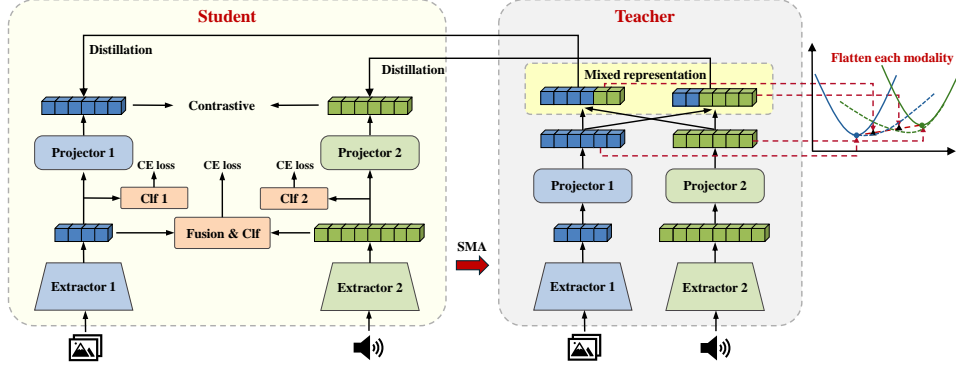 Student
Teacher
Distillation
Distillation
Mixed representation
Flatten each modality
Contrastive
Projector 1
Projector 2
CE loss
CE loss
CE loss
Clf 1
Clf 2
Fusion & Clf
Projector 1
Projector 2
SMA
Extractor 1
Extractor 2
Extractor 1
Extractor 2